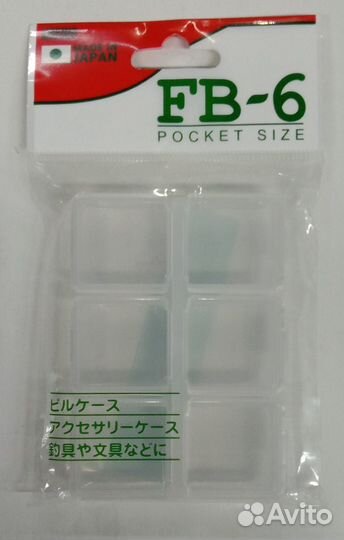 MADE IN
JAPAN
FB-6
POCKET SIZE
ピルケース
アクセサリーケース
釣具や文具などに
Avito